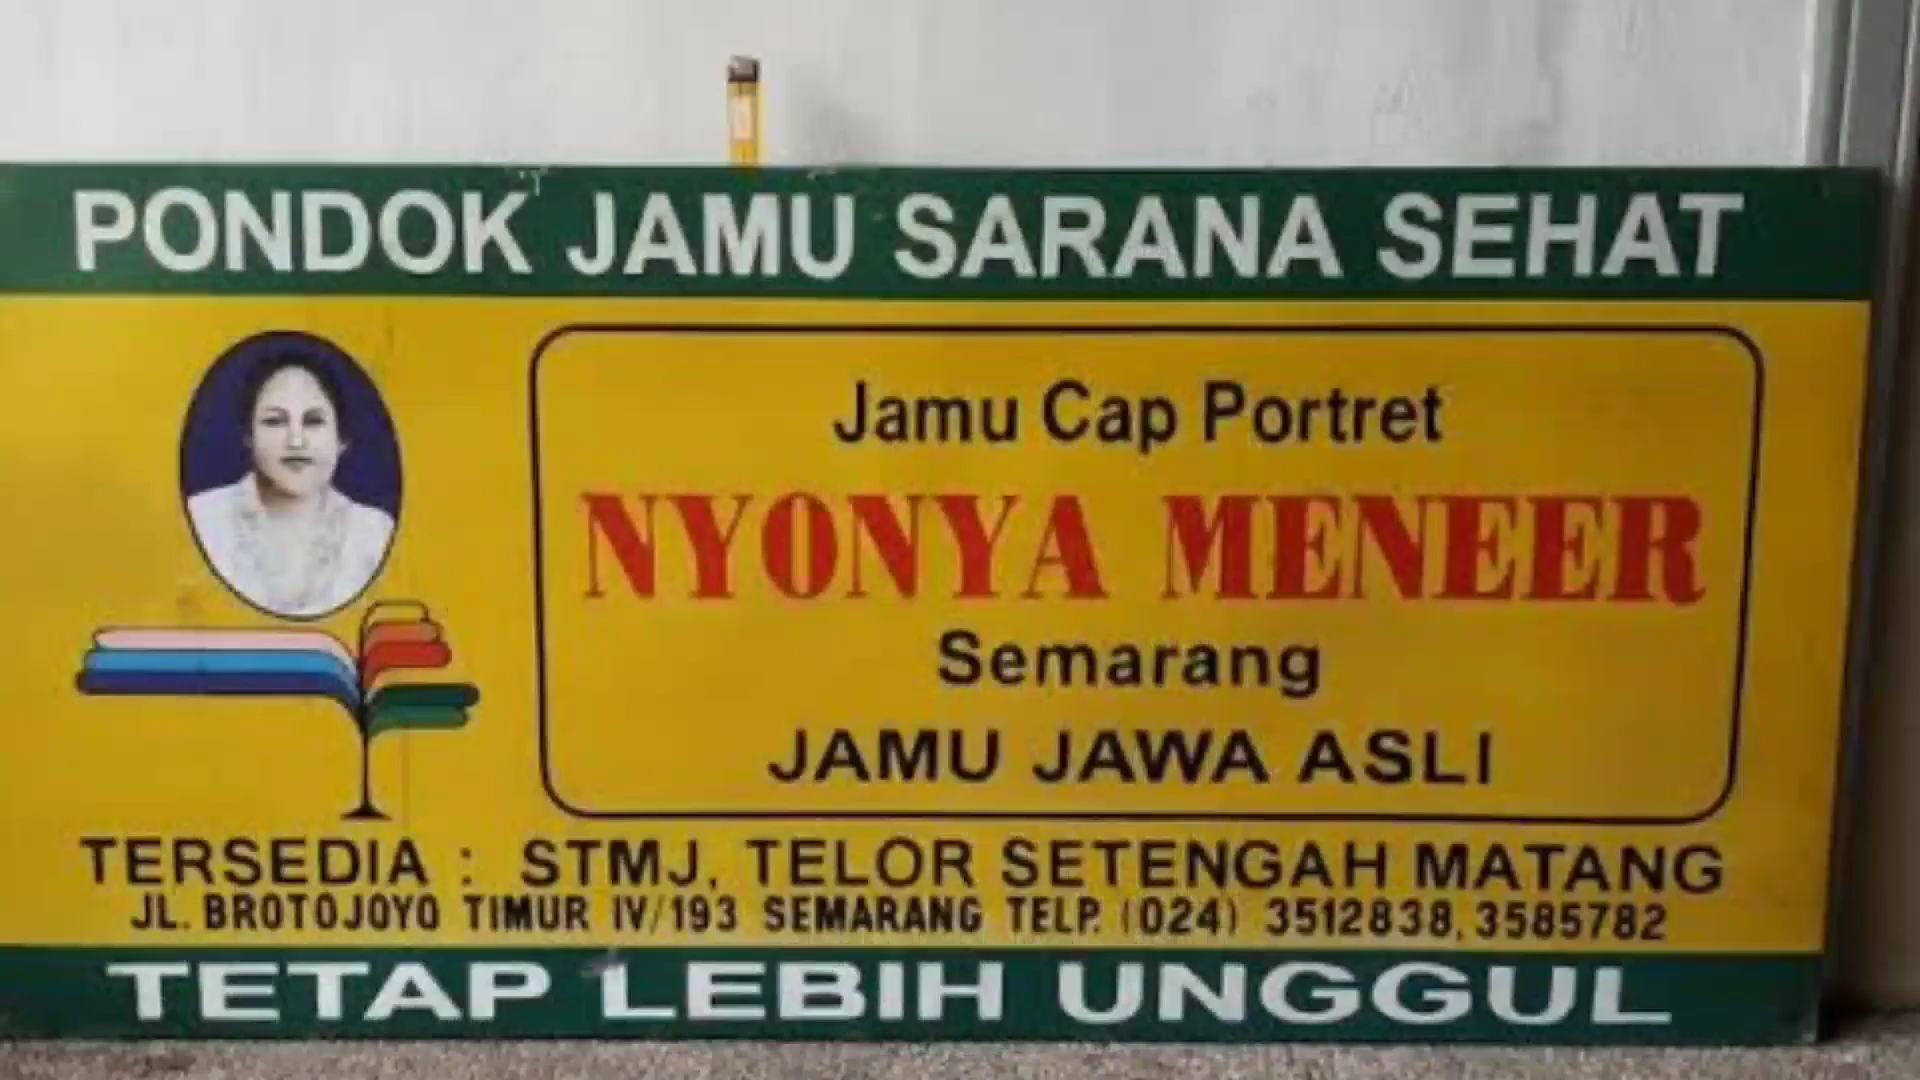 PONDOK JAMU SARANA SEHAT
Jamu Cap Portret
NYONYA MENEER
Semarang
JAMU JAWA ASLI
TERSEDIA : STMJ, TELOR SETENGAH MATANG
JL. BROTOJOYO TIMUR IV/193 SEMARANG TELP. (024) 3512838, 3585782
TETAP LEBIH UNGGUL